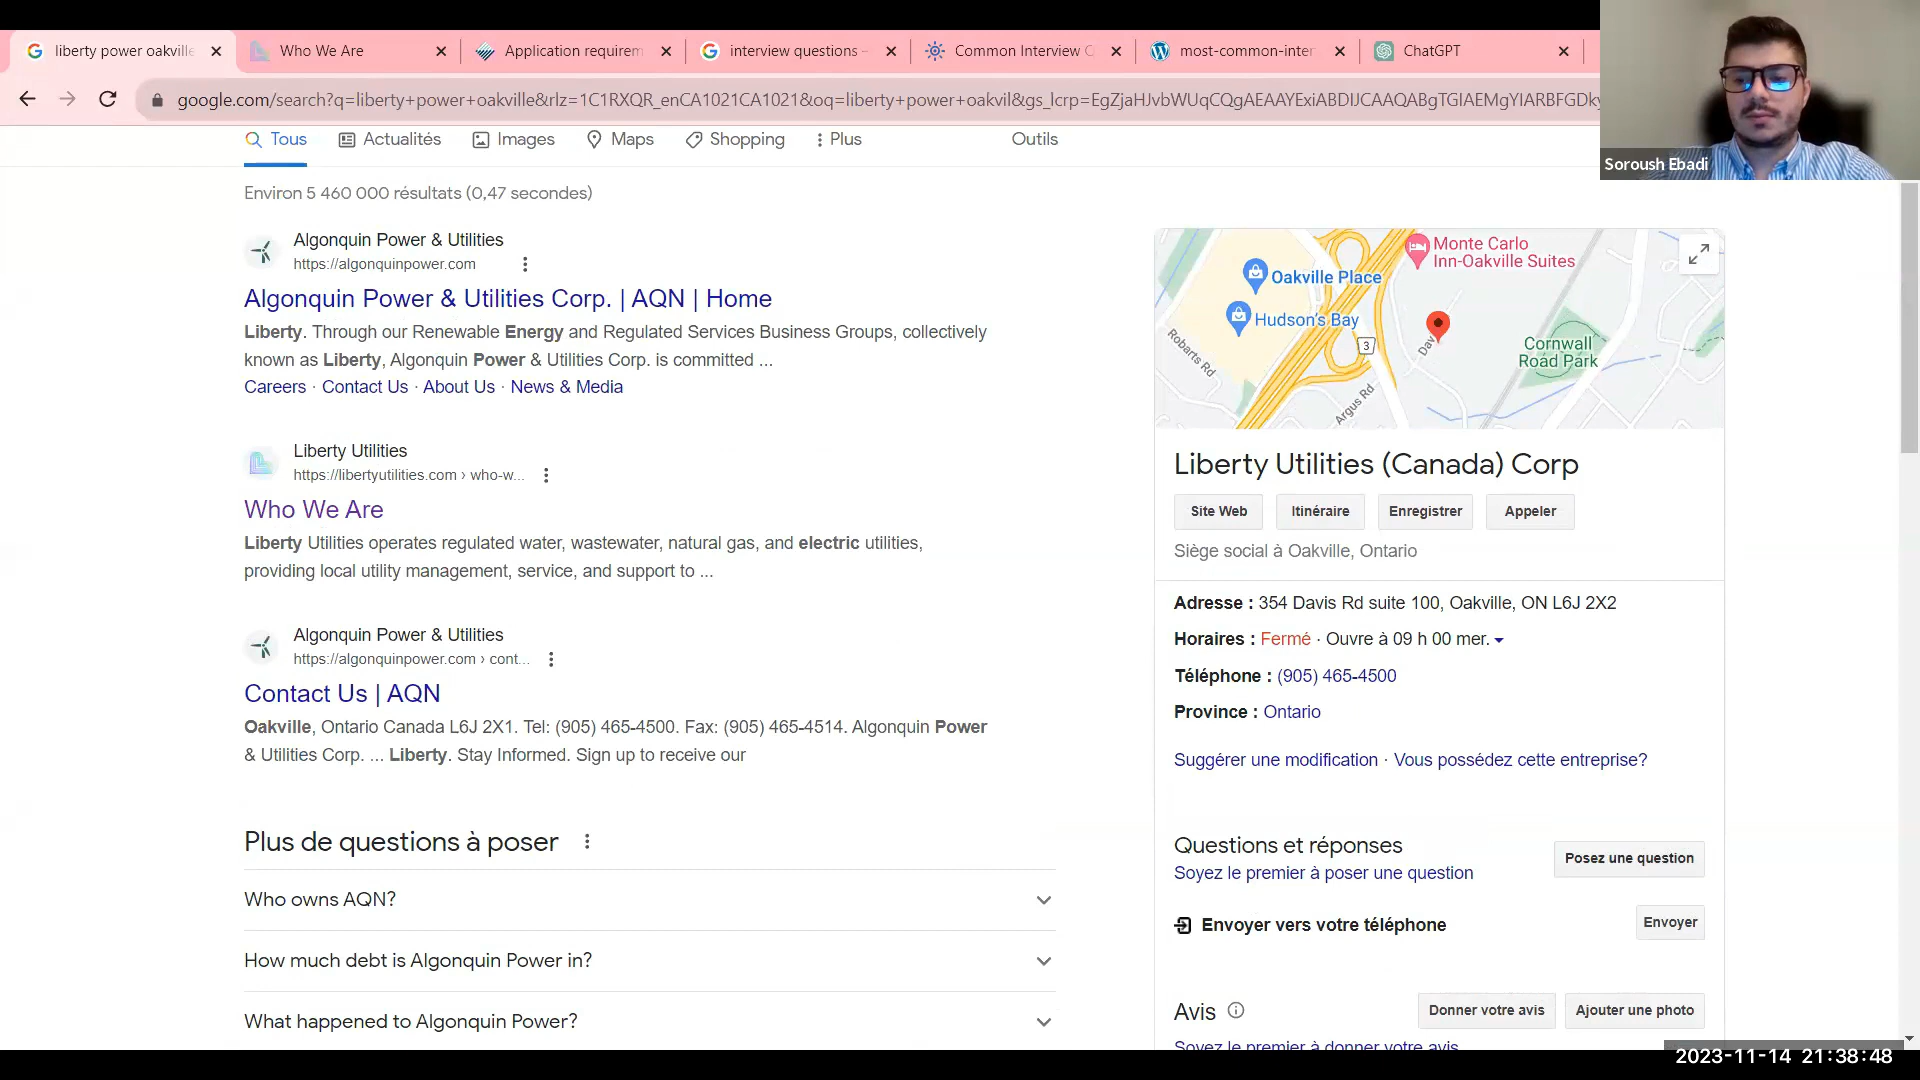 liberty power oakville
Who We Are
Application requirem
interview questions -
Common Interview Q
most-common-inter
ChatGPT
google.com/search?q=liberty+power+oakville&rlz=1C1RXQR_enCA1021CA1021&oq=liberty+power+oakvil&gs_lcrp=EgZjaHJvbWUqCQgAEAAYExiABDIJCAAQABgTGIAEMgYIARBFGDky
Soroush Ebadi
Tous
Actualités
Images
Maps
Shopping
Plus
Outils
Environ 5 460 000 résultats (0,47 secondes)
Algonquin Power & Utilities
https://algonquinpower.com
Algonquin Power & Utilities Corp. | AQN | Home
Liberty. Through our Renewable Energy and Regulated Services Business Groups, collectively
known as Liberty, Algonquin Power & Utilities Corp. is committed ...
Careers · Contact Us · About Us · News & Media
Liberty Utilities
https://libertyutilities.com › who-w...
Who We Are
Liberty Utilities operates regulated water, wastewater, natural gas, and electric utilities,
providing local utility management, service, and support to ...
Algonquin Power & Utilities
https://algonquinpower.com › cont...
Contact Us | AQN
Oakville, Ontario Canada L6J 2X1. Tel: (905) 465-4500. Fax: (905) 465-4514. Algonquin Power
& Utilities Corp. ... Liberty. Stay Informed. Sign up to receive our
Plus de questions à poser
Who owns AQN?
How much debt is Algonquin Power in?
What happened to Algonquin Power?
Monte Carlo
Inn-Oakville Suites
Oakville Place
Hudson's Bay
Robarts Rd
3
Dav
Argus Rd
Cornwall
Road Park
Liberty Utilities (Canada) Corp
Site Web
Itinéraire
Enregistrer
Appeler
Siège social à Oakville, Ontario
Adresse : 354 Davis Rd suite 100, Oakville, ON L6J 2X2
Horaires : Fermé · Ouvre à 09 h 00 mer.
Téléphone : (905) 465-4500
Province : Ontario
Suggérer une modification · Vous possédez cette entreprise?
Questions et réponses
Soyez le premier à poser une question
Posez une question
Envoyer vers votre téléphone
Envoyer
Avis
Donner votre avis
Ajouter une photo
Soyez le premier à donner votre avis
2023-11-14 21:38:48